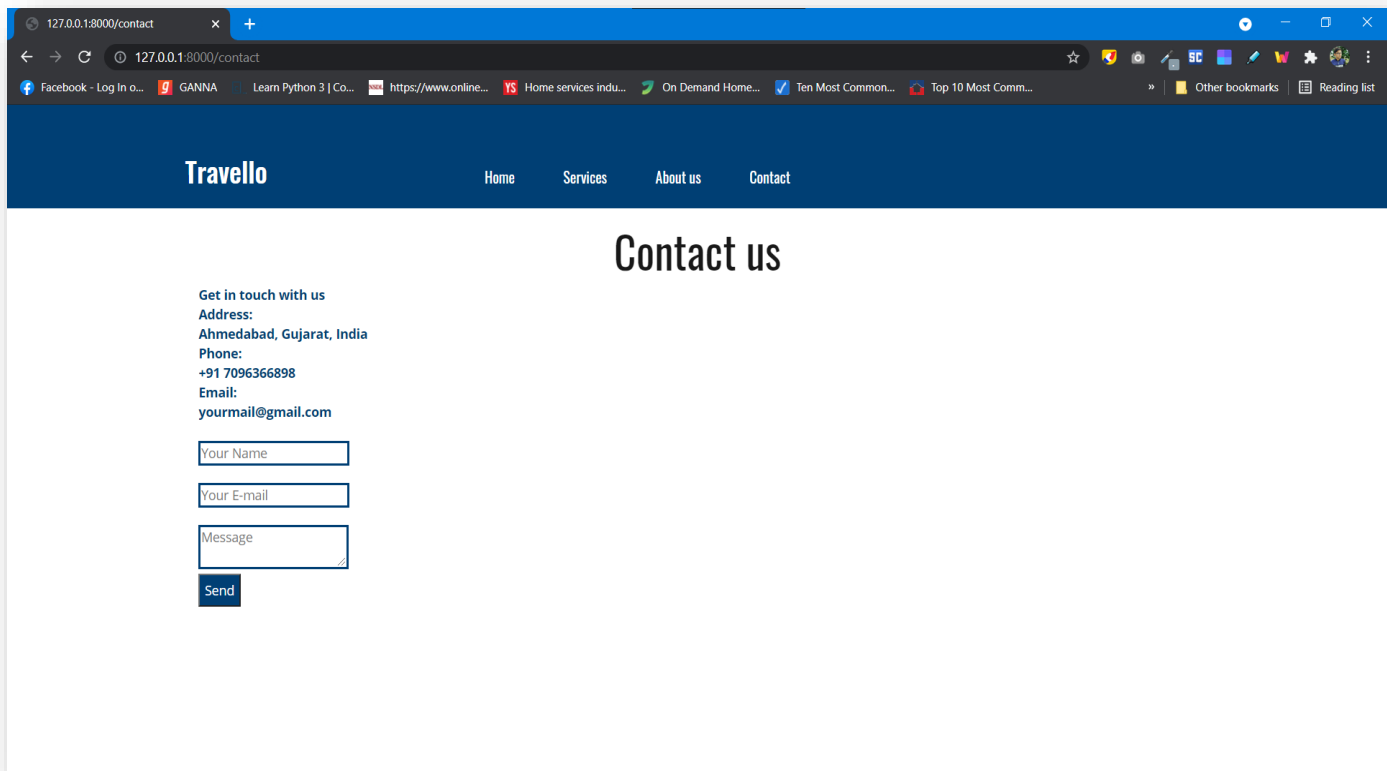 127.0.0.1:8000/contact
127.0.0.1:8000/contact
SC
Facebook - Log In o... g GANNA Learn Python 3 | Co... https://www.online... YS Home services indu... On Demand Home... Ten Most Common... Top 10 Most Comm... » Other bookmarks Reading list
Travello Home Services About us Contact
Contact us
Get in touch with us
Address:
Ahmedabad, Gujarat, India
Phone:
+91 7096366898
Email:
yourmail@gmail.com
Your Name
Your E-mail
Message
Send